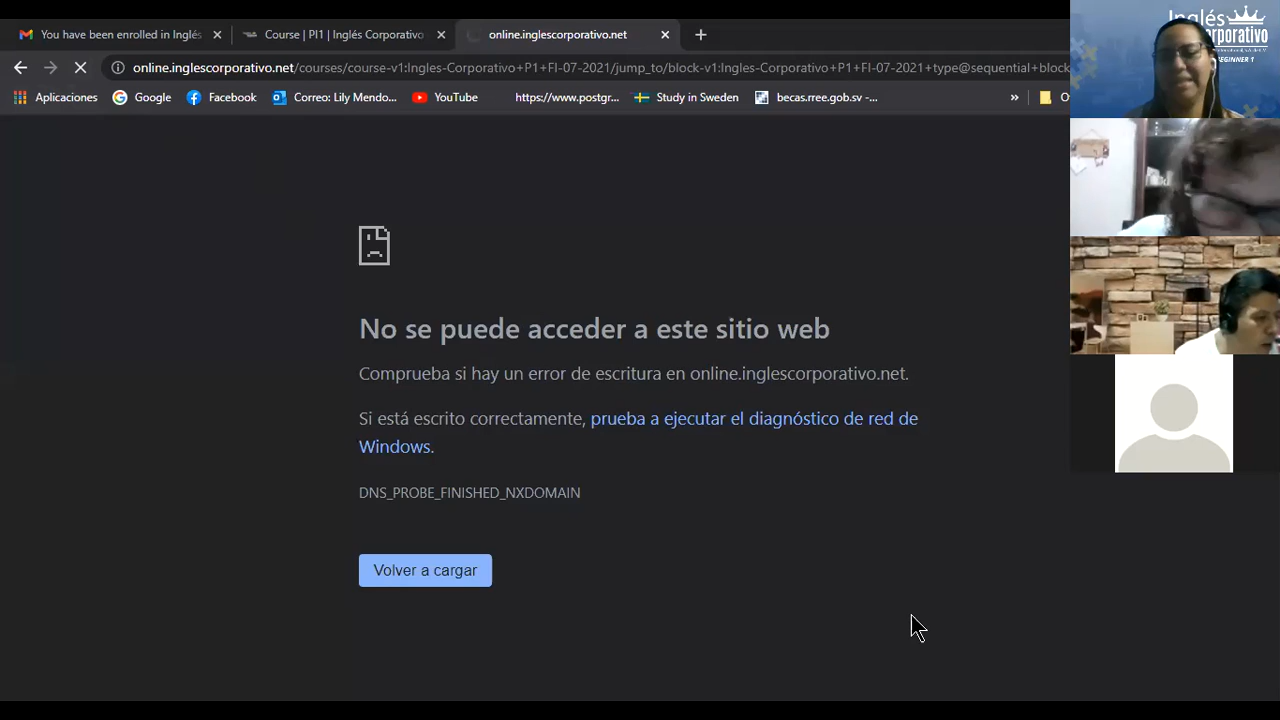 You have been enrolled in Inglés
Course | PI1 | Inglés Corporativo
online.inglescorporativo.net
online.inglescorporativo.net/courses/course-v1:Ingles-Corporativo+P1+FI-07-2021/jump_to/block-v1:Ingles-Corporativo+P1+FI-07-2021+type@sequential+block
Aplicaciones
Google
Facebook
Correo: Lily Mendo...
YouTube
https://www.postgr...
Study in Sweden
becas.rree.gob.sv -...
»
Inglés
BEGINNER 1
No se puede acceder a este sitio web
Comprueba si hay un error de escritura en online.inglescorporativo.net.
Si está escrito correctamente, prueba a ejecutar el diagnóstico de red de
Windows.
DNS_PROBE_FINISHED_NXDOMAIN
Volver a cargar